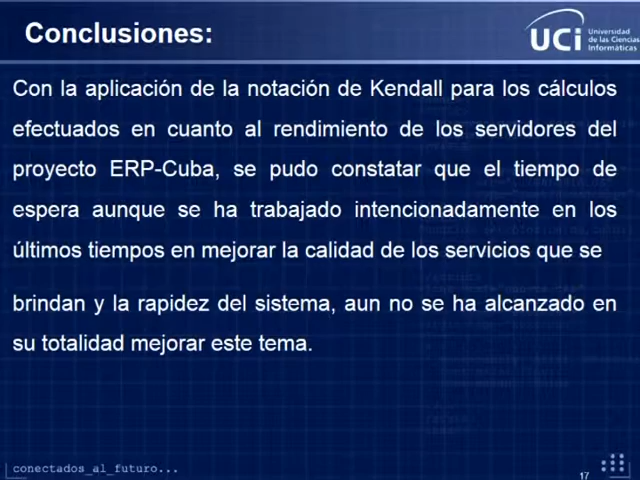 Conclusiones:
UCi
Universidad
de las Ciencias
Informáticas
Con la aplicación de la notación de Kendall para los cálculos
efectuados en cuanto al rendimiento de los servidores del
proyecto ERP-Cuba, se pudo constatar que el tiempo de
espera aunque se ha trabajado intencionadamente en los
últimos tiempos en mejorar la calidad de los servicios que se
brindan y la rapidez del sistema, aun no se ha alcanzado en
su totalidad mejorar este tema.
conectados_al_futuro...
17